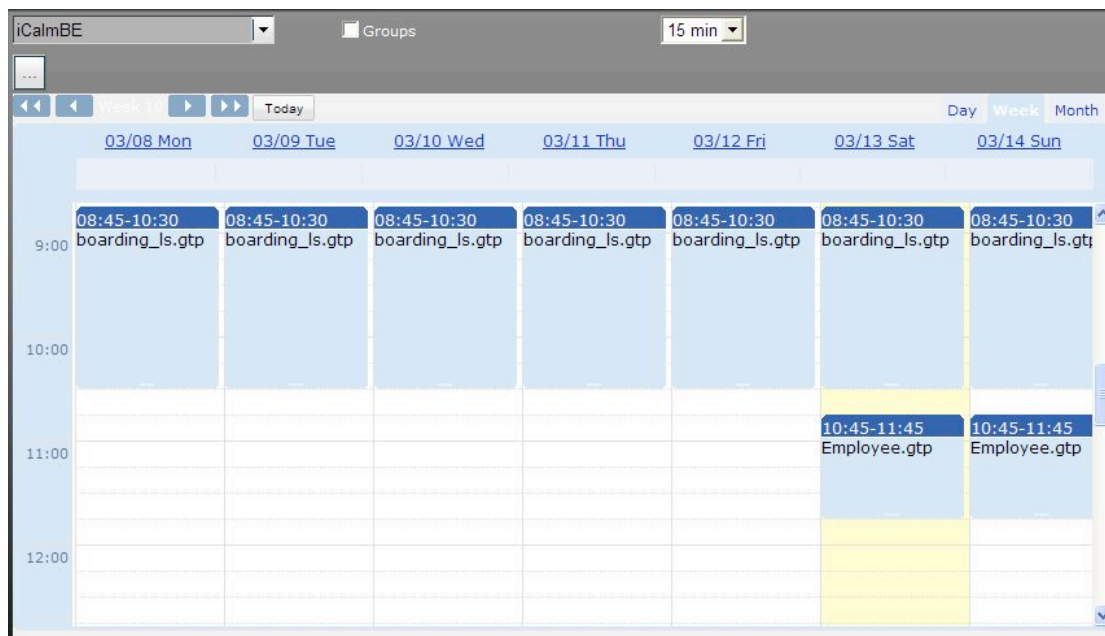 iCalmBE
Groups
15 min
...
Week 10
Today
Day Week Month
03/08 Mon 03/09 Tue 03/10 Wed 03/11 Thu 03/12 Fri 03/13 Sat 03/14 Sun
08:45-10:30 08:45-10:30 08:45-10:30 08:45-10:30 08:45-10:30 08:45-10:30 08:45-10:30
9:00 boarding_ls.gtp boarding_ls.gtp boarding_ls.gtp boarding_ls.gtp boarding_ls.gtp boarding_ls.gtp boarding_ls.gtp
10:00
10:45-11:45 10:45-11:45
11:00 Employee.gtp Employee.gtp
12:00